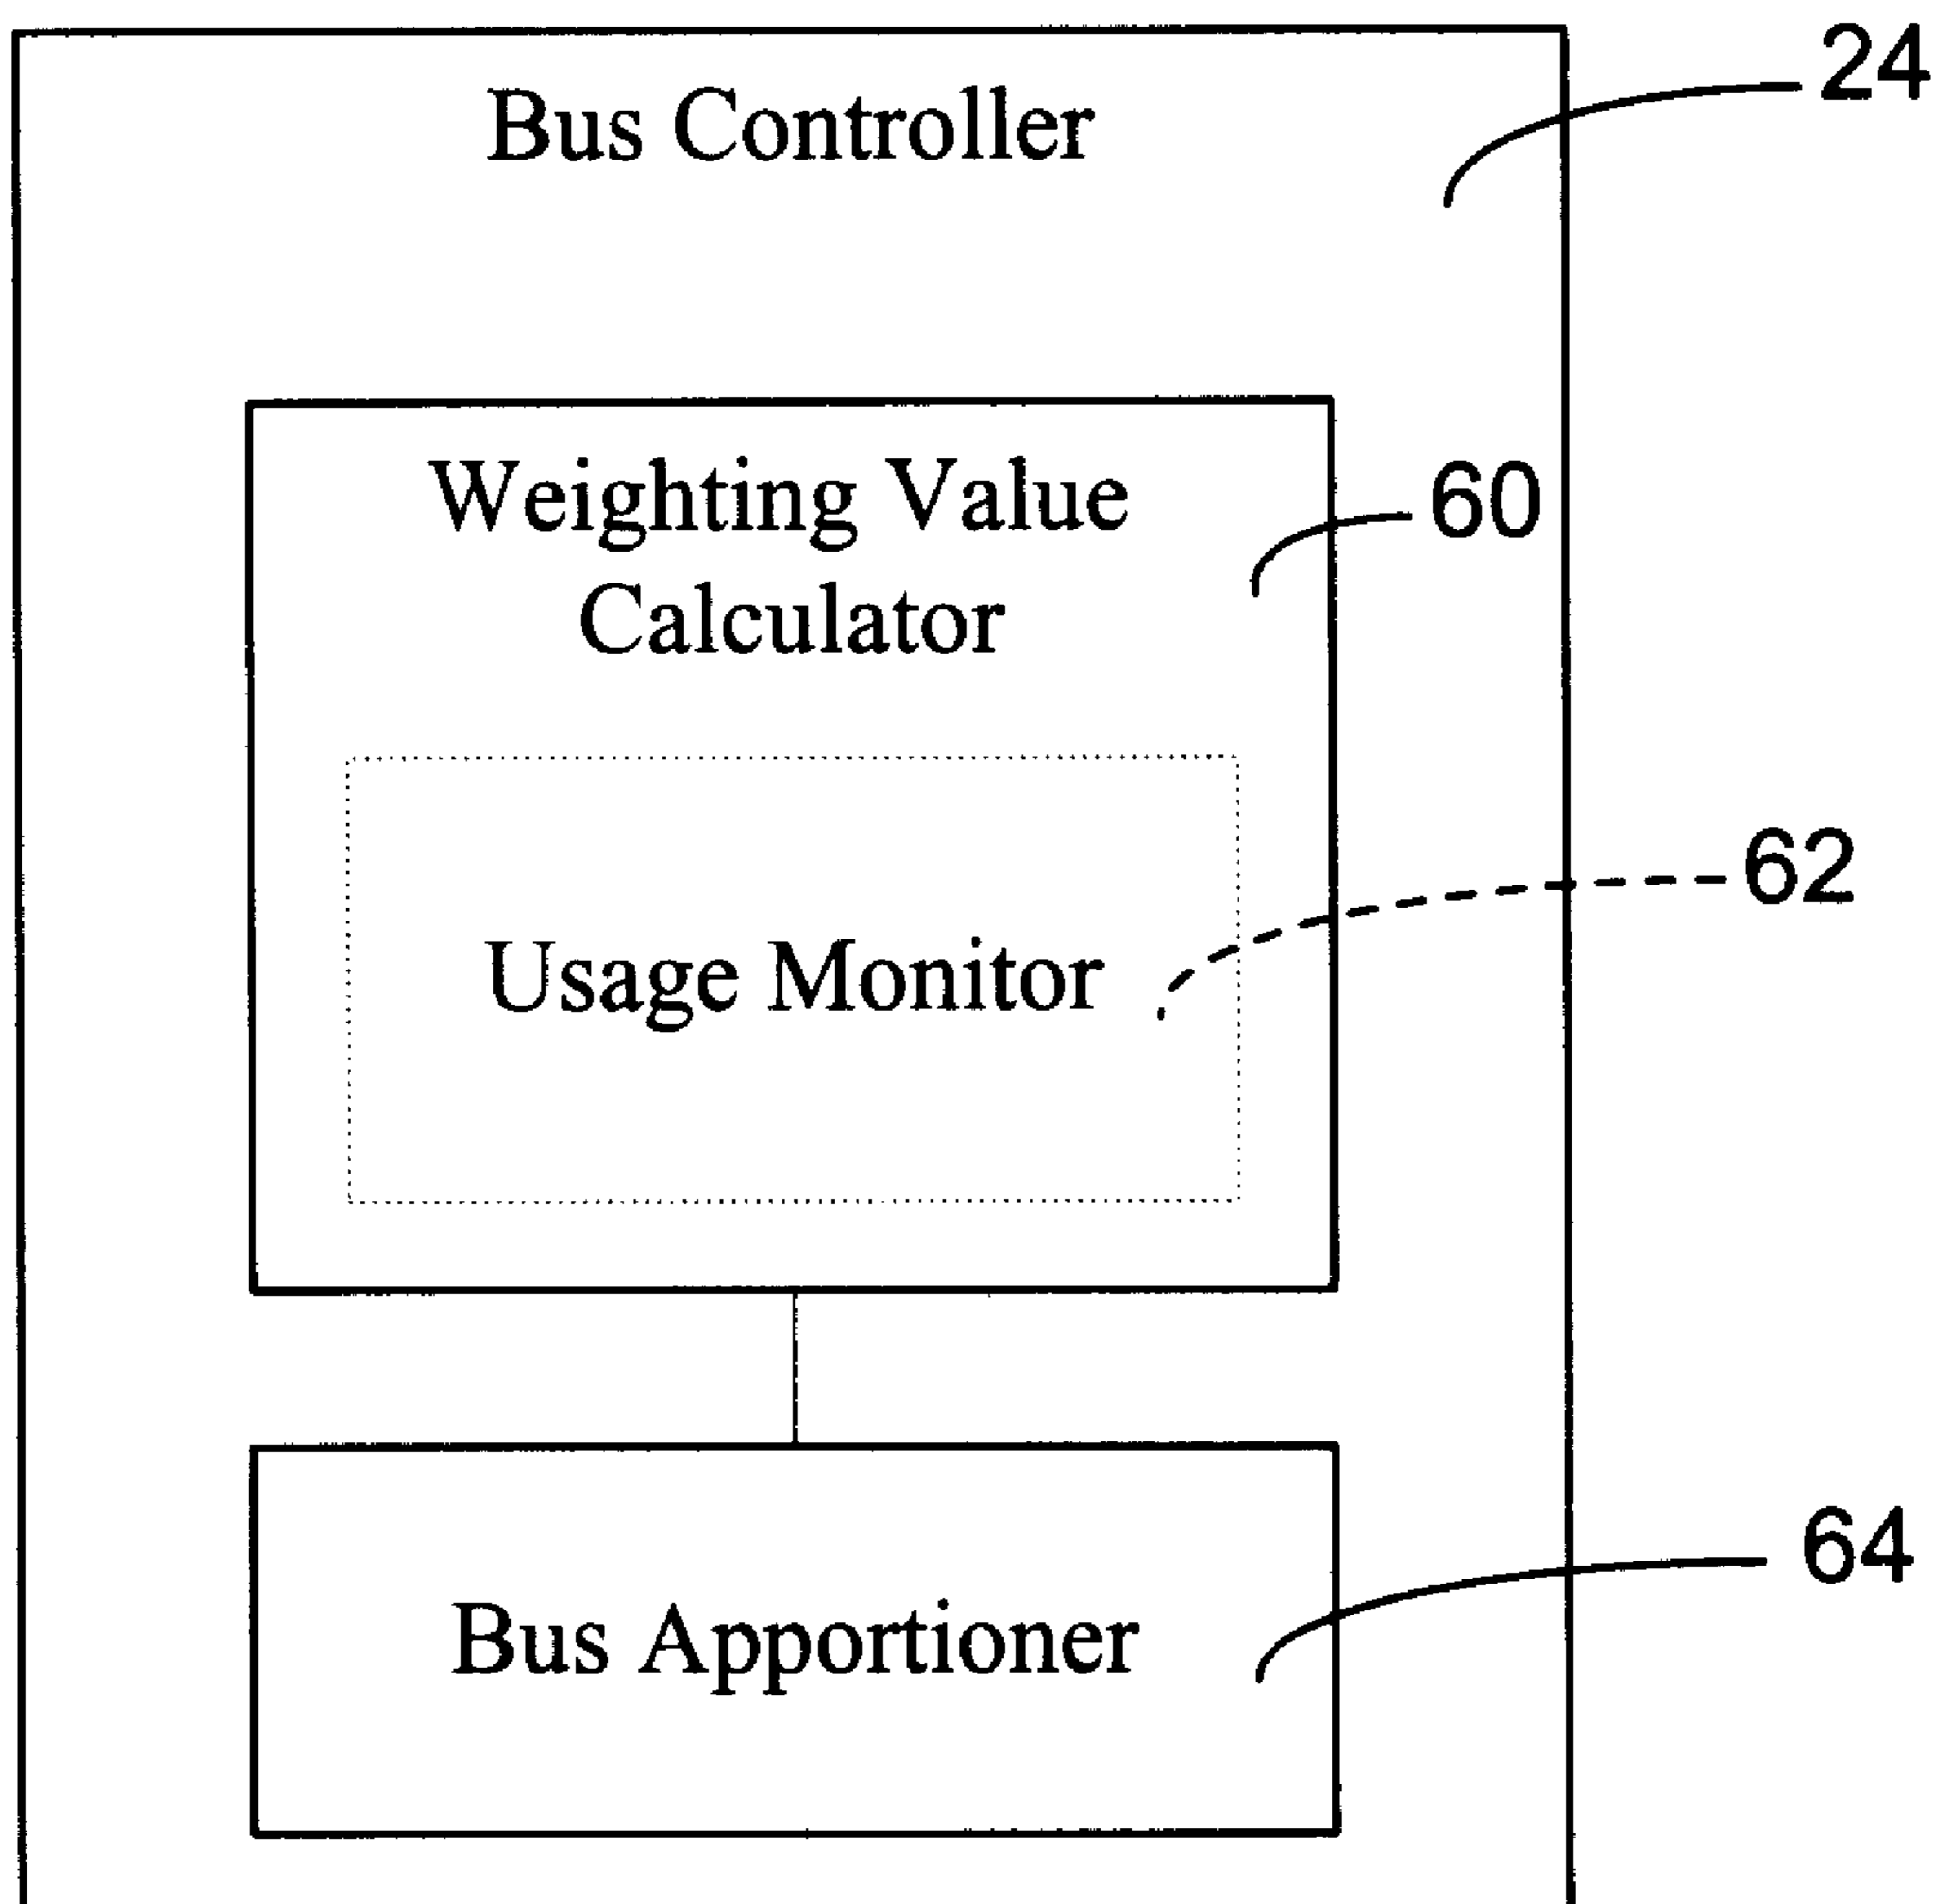 Bus Controller
24
Weighting Value
Calculator
60
Usage Monitor
62
Bus Apportioner
64